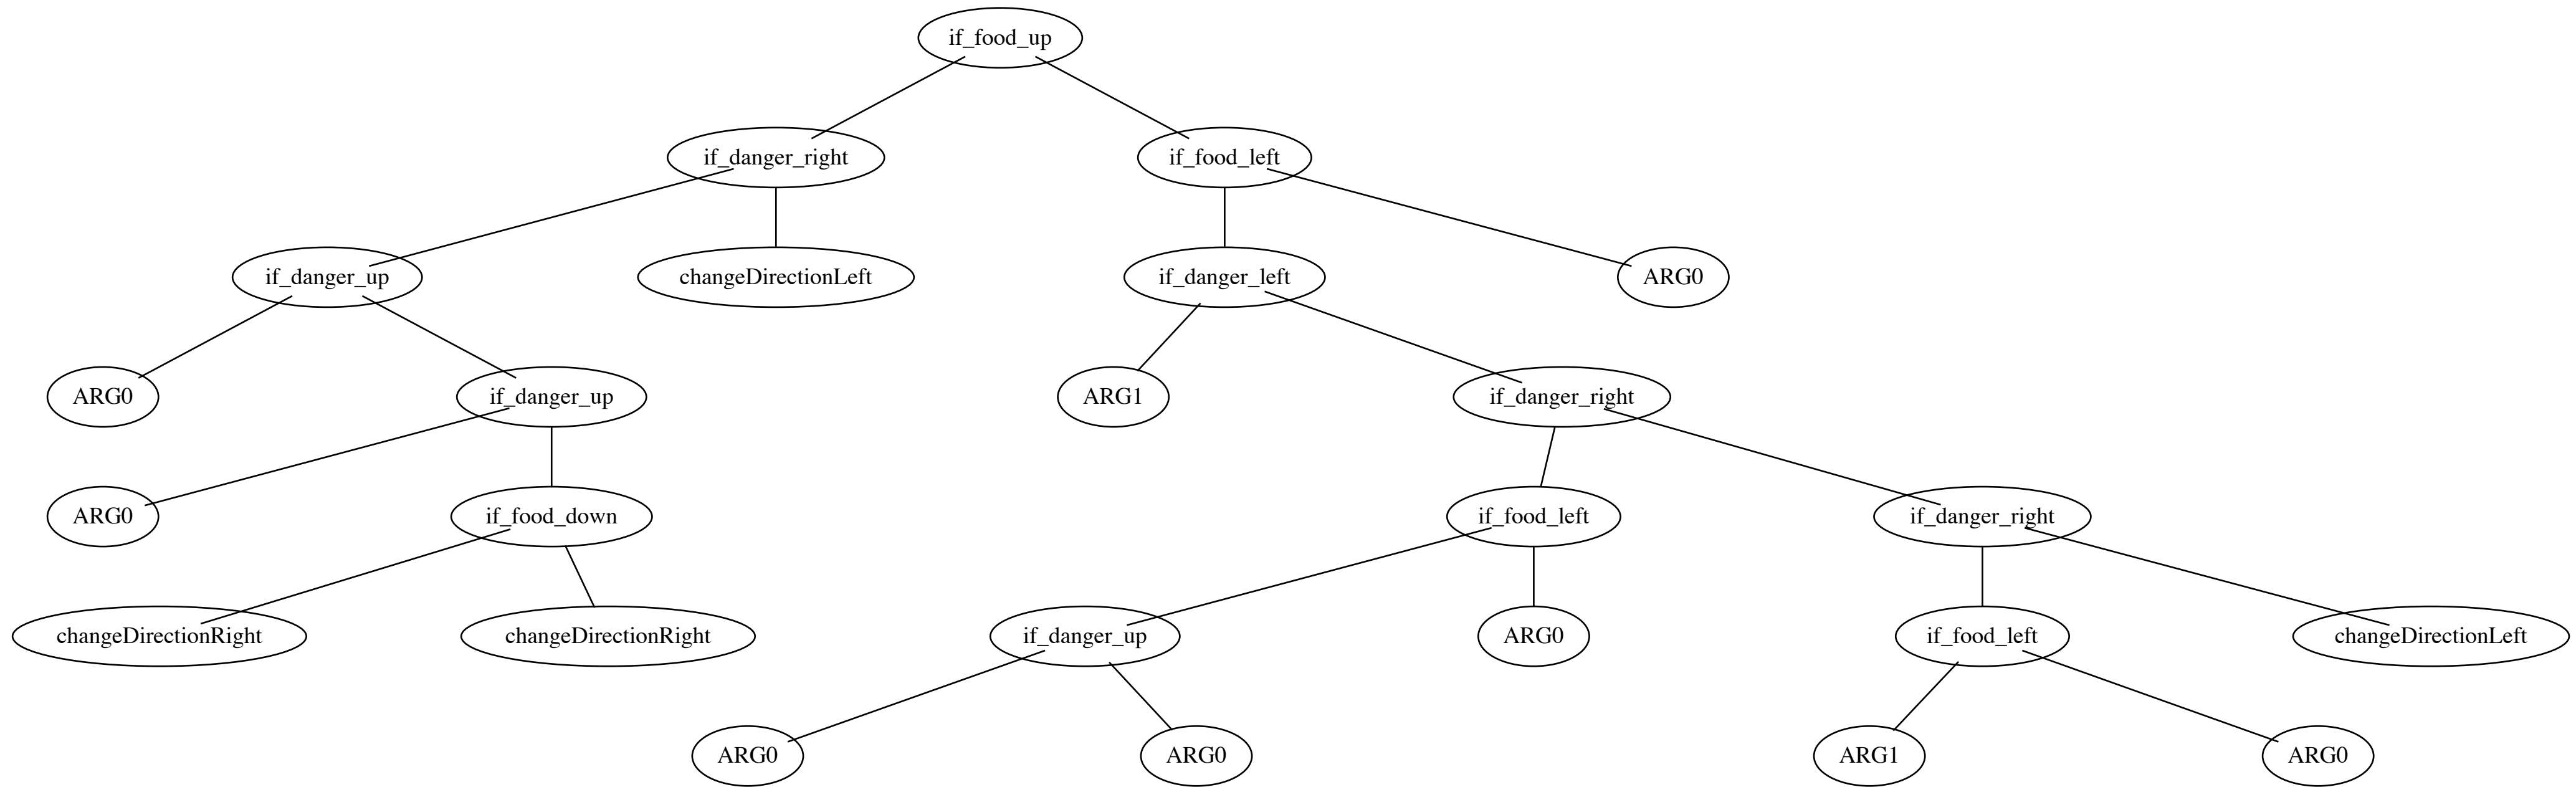 if_food_up
if_danger_right
if_food_left
if_danger_up
changeDirectionLeft
if_danger_left
ARG0
ARG0
if_danger_up
ARG1
if_danger_right
ARG0
if_food_down
if_food_left
if_danger_right
changeDirectionRight
changeDirectionRight
if_danger_up
ARG0
if_food_left
changeDirectionLeft
ARG0
ARG0
ARG1
ARG0